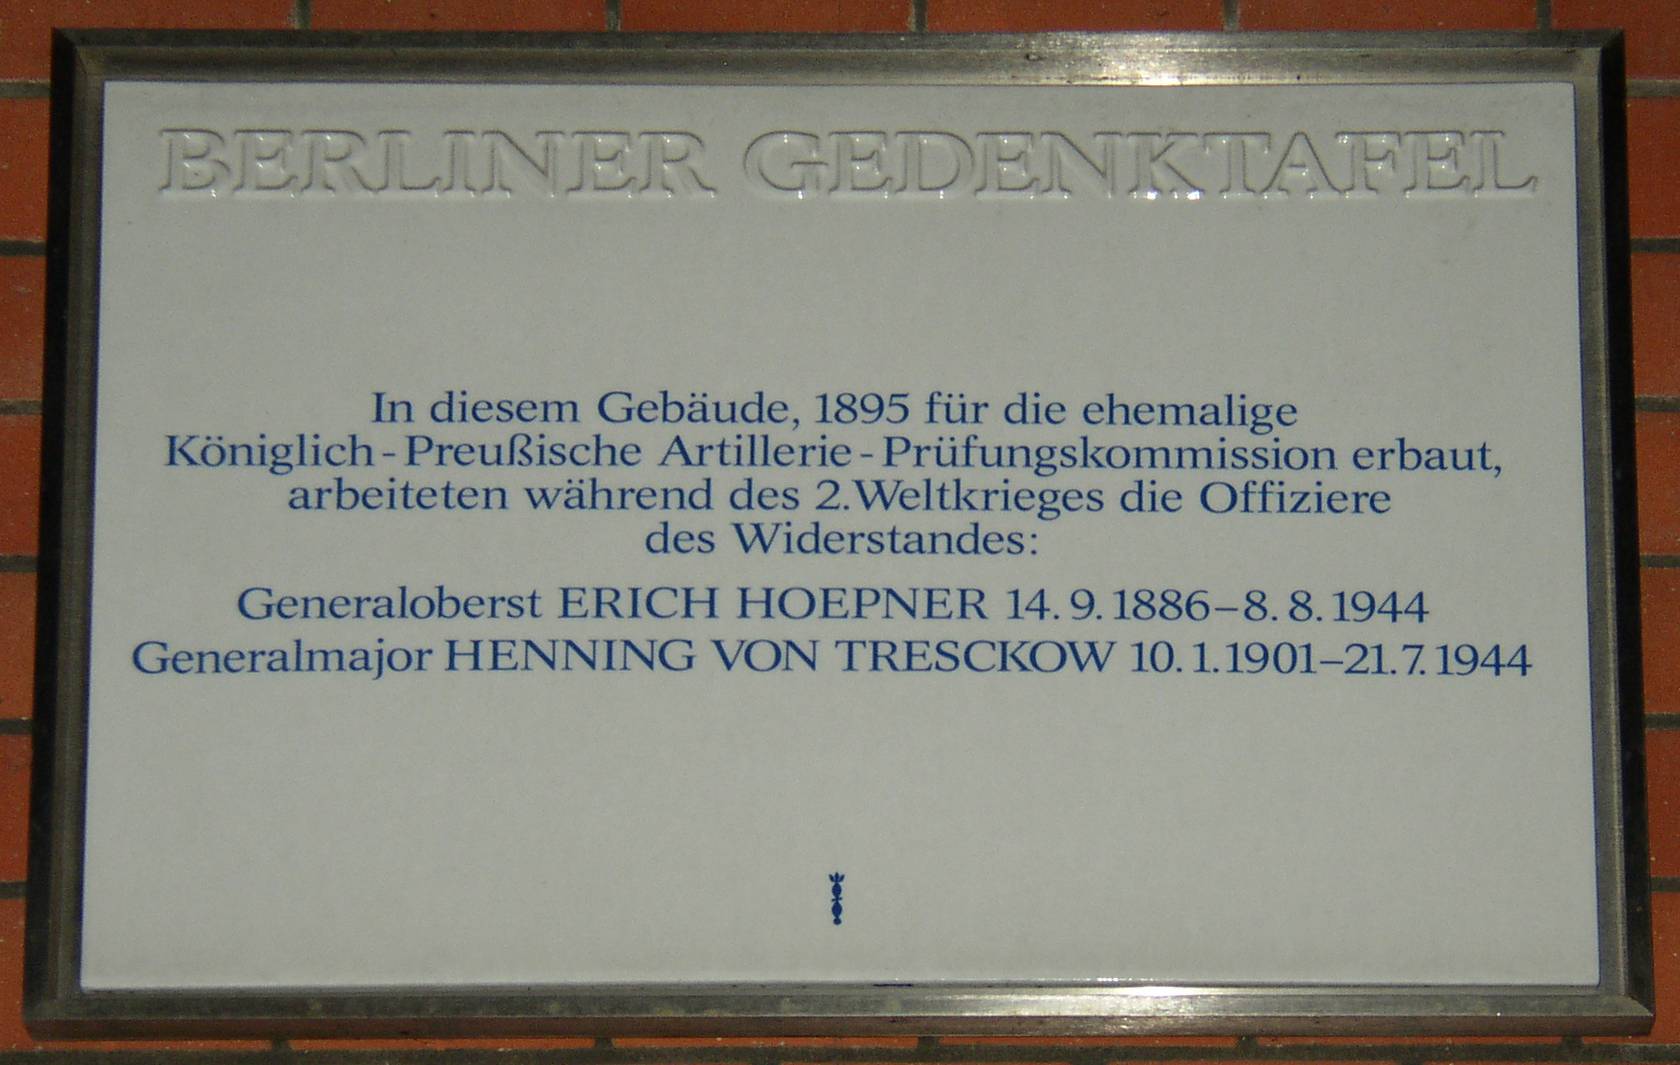 BERLINER GEDENKTAFEL
In diesem Gebäude, 1895 für die ehemalige
Königlich-Preußische Artillerie-Prüfungskommission erbaut,
arbeiteten während des 2. Weltkrieges die Offiziere
des Widerstandes:
Generaloberst ERICH HOEPNER 14. 9. 1886–8. 8. 1944
Generalmajor HENNING VON TRESCKOW 10. 1. 1901–21. 7. 1944